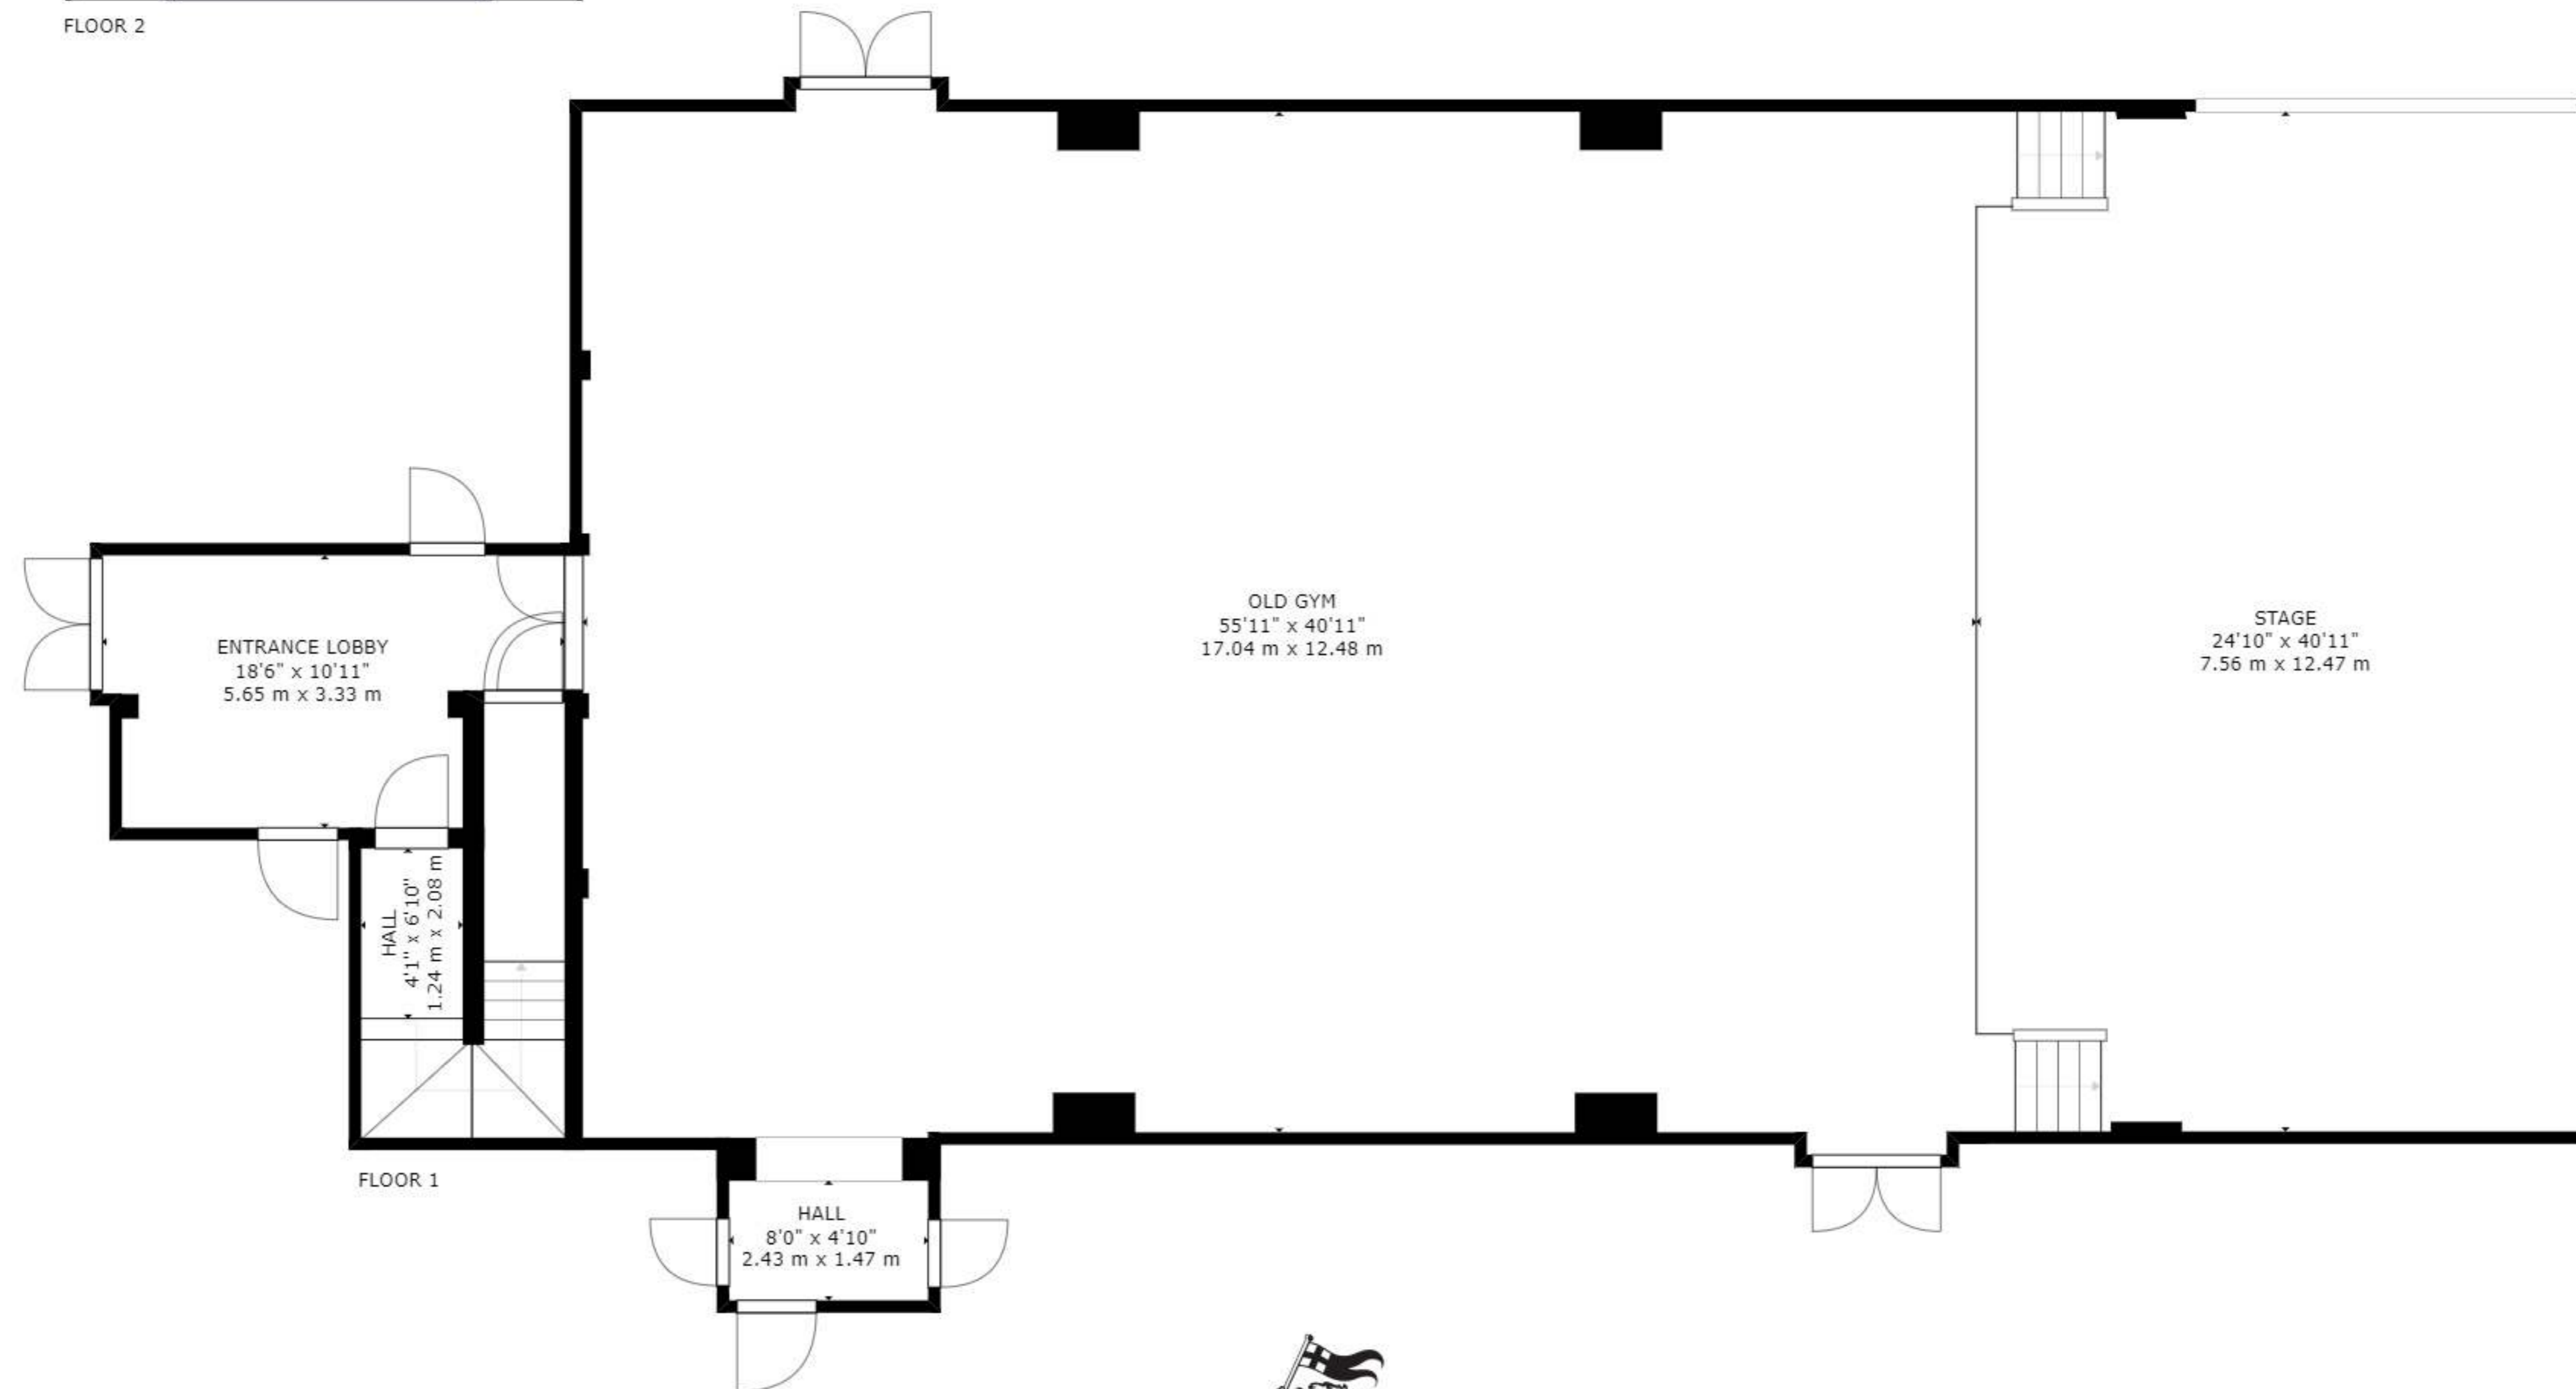 FLOOR 2
OLD GYM
55'11" x 40'11"
17.04 m x 12.48 m
STAGE
24'10" x 40'11"
7.56 m x 12.47 m
ENTRANCE LOBBY
18'6" x 10'11"
5.65 m x 3.33 m
HALL
4'1" x 6'10"
1.24 m x 2.08 m
FLOOR 1
HALL
8'0" x 4'10"
2.43 m x 1.47 m